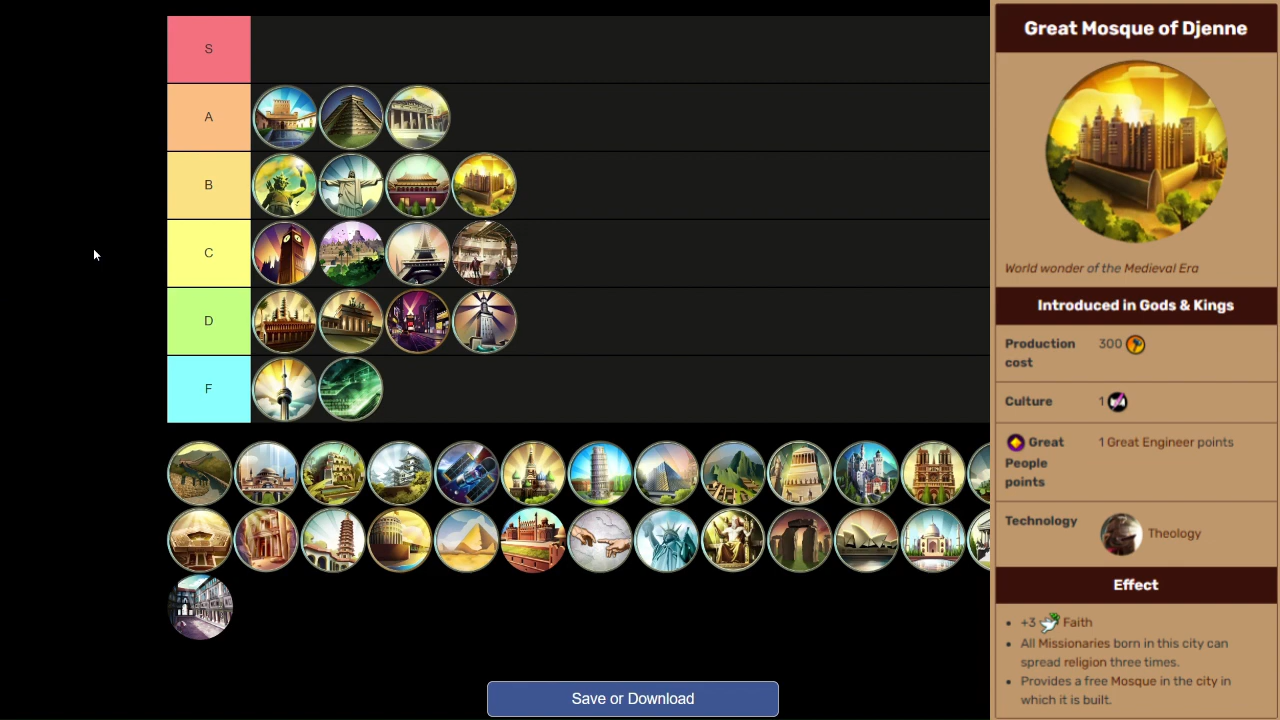 S
A
B
C
D
F
Save or Download
Great Mosque of Djenne
World wonder of the Medieval Era
Introduced in Gods & Kings
Production cost
300
Culture
1
Great People points
1 Great Engineer points
Technology
Theology
Effect
+3 Faith
All Missionaries born in this city can
spread religion three times.
Provides a free Mosque in the city in
which it is built.